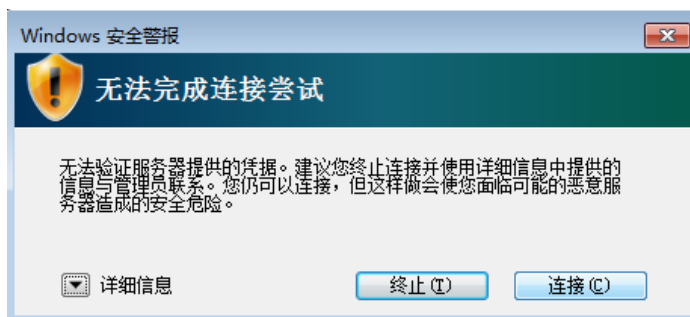 Windows 安全警报
无法完成连接尝试
无法验证服务器提供的凭据。建议您终止连接并使用详细信息中提供的
信息与管理员联系。您仍可以连接，但这样做会使您面临可能的恶意服
务器造成的安全危险。
详细信息 终止(T) 连接(C)